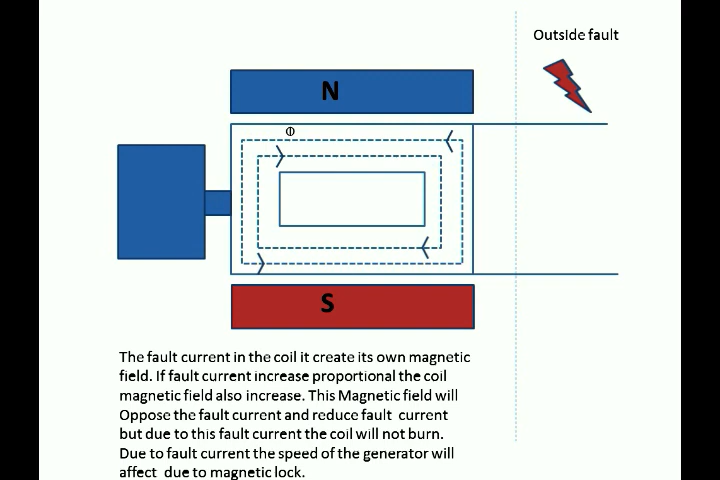 Outside fault
N
Φ
S
The fault current in the coil it create its own magnetic
field. If fault current increase proportional the coil
magnetic field also increase. This Magnetic field will
Oppose the fault current and reduce fault current
but due to this fault current the coil will not burn.
Due to fault current the speed of the generator will
affect due to magnetic lock.